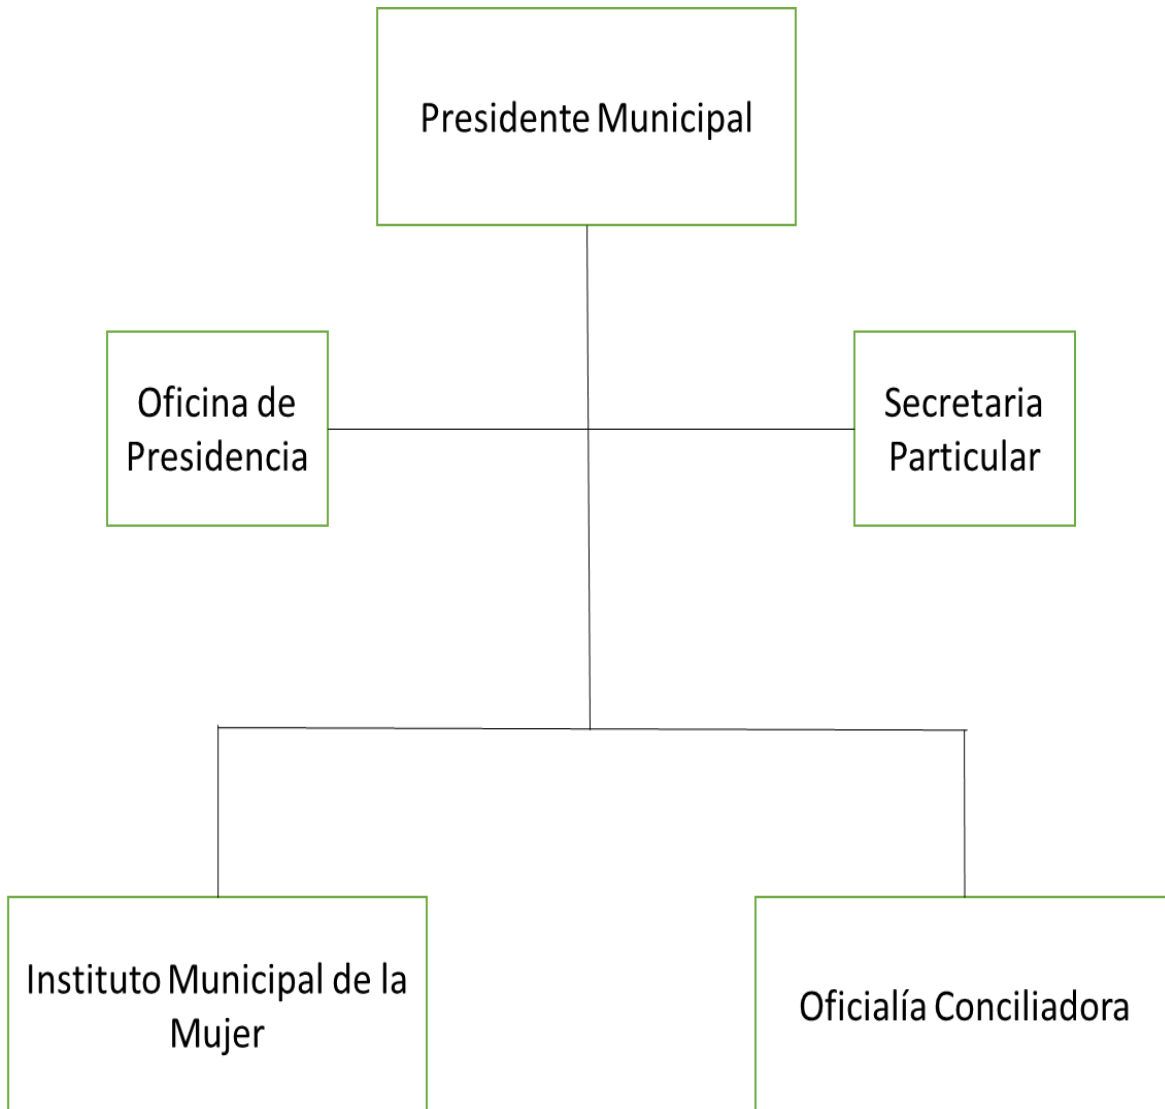 Presidente Municipal
Oficina de
Presidencia
Secretaria
Particular
Instituto Municipal de la
Mujer
Oficialía Conciliadora